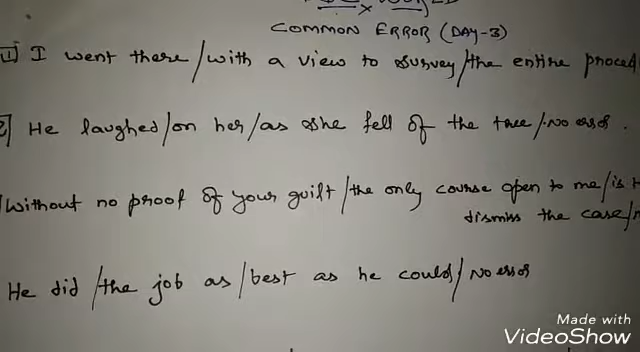 COMMON ERROR (DAY-3)
1] I went there/with a view to survey/the entire
2] He laughed/on her/as she fell of the tree/No error.
Without no proof of your guilt/the only course open to me/is
dismiss the case/
He did/the job as/best as he could/No error
Made with
VideoShow